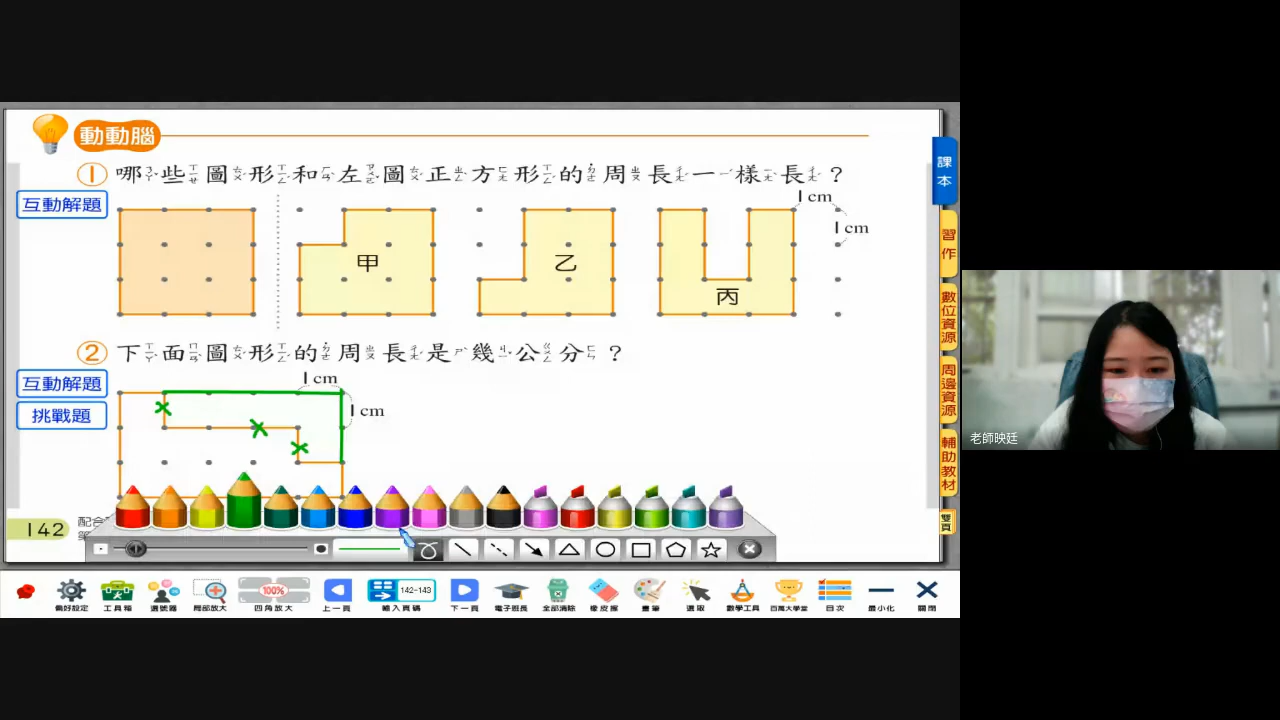 動動腦
1 哪些圖形和左圖正方形的周長一樣長？
互動解題
1 cm
1 cm
甲
乙
丙
2 下面圖形的周長是幾公分？
互動解題
挑戰題
1 cm
1 cm
142
配合
課本
習作
數位資源
周邊資源
輔助教材
雙頁
偏好設定
工具箱
選號器
局部放大
100%
四角放大
上一頁
142-143
輸入頁碼
下一頁
電子班長
全部清除
橡皮擦
畫筆
選取
數學工具
百萬大學堂
目次
最小化
關閉
老師映廷